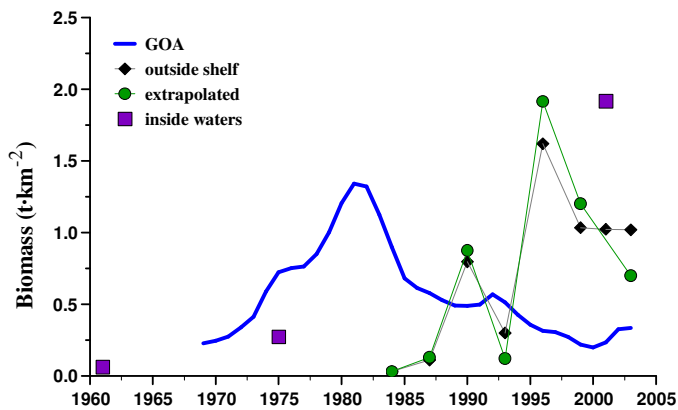 2.5
2.0
1.5
1.0
0.5
0.0
Biomass (t·km⁻²)
GOA
outside shelf
extrapolated
inside waters
1960 1965 1970 1975 1980 1985 1990 1995 2000 2005